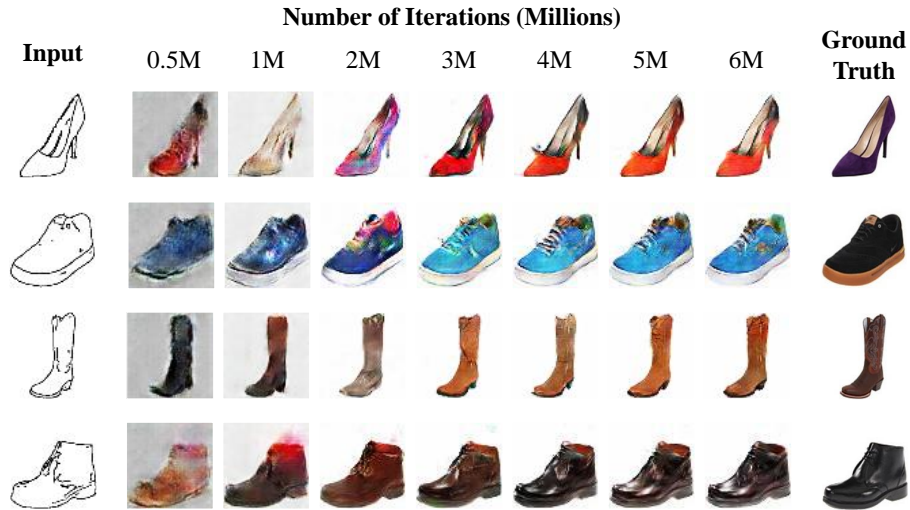 Number of Iterations (Millions)
Input
0.5M
1M
2M
3M
4M
5M
6M
Ground
Truth